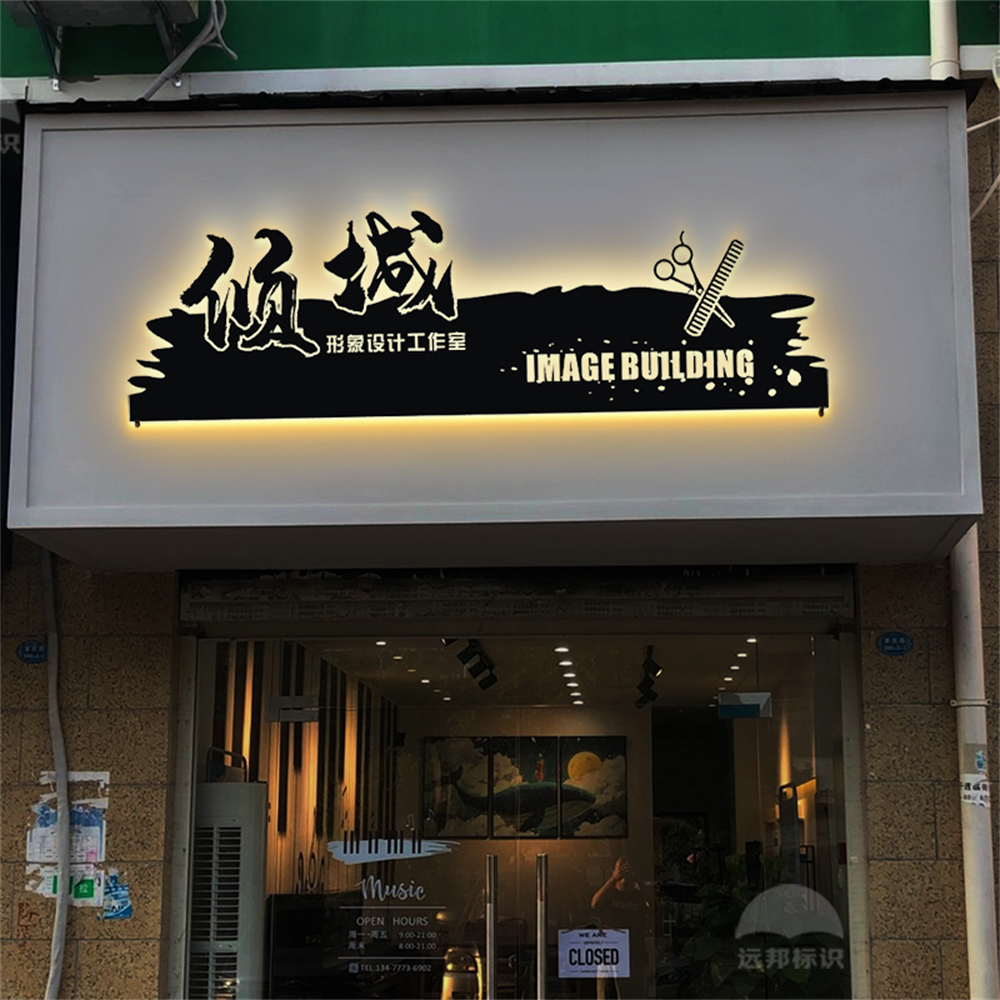 识
倾城
形象设计工作室
IMAGE BUILDING
Music
OPEN HOURS
周一-周五 9:00-21:00
周末 8:00-21:00
TEL:134-7773-6902
WE ARE
CLOSED
远邦标识